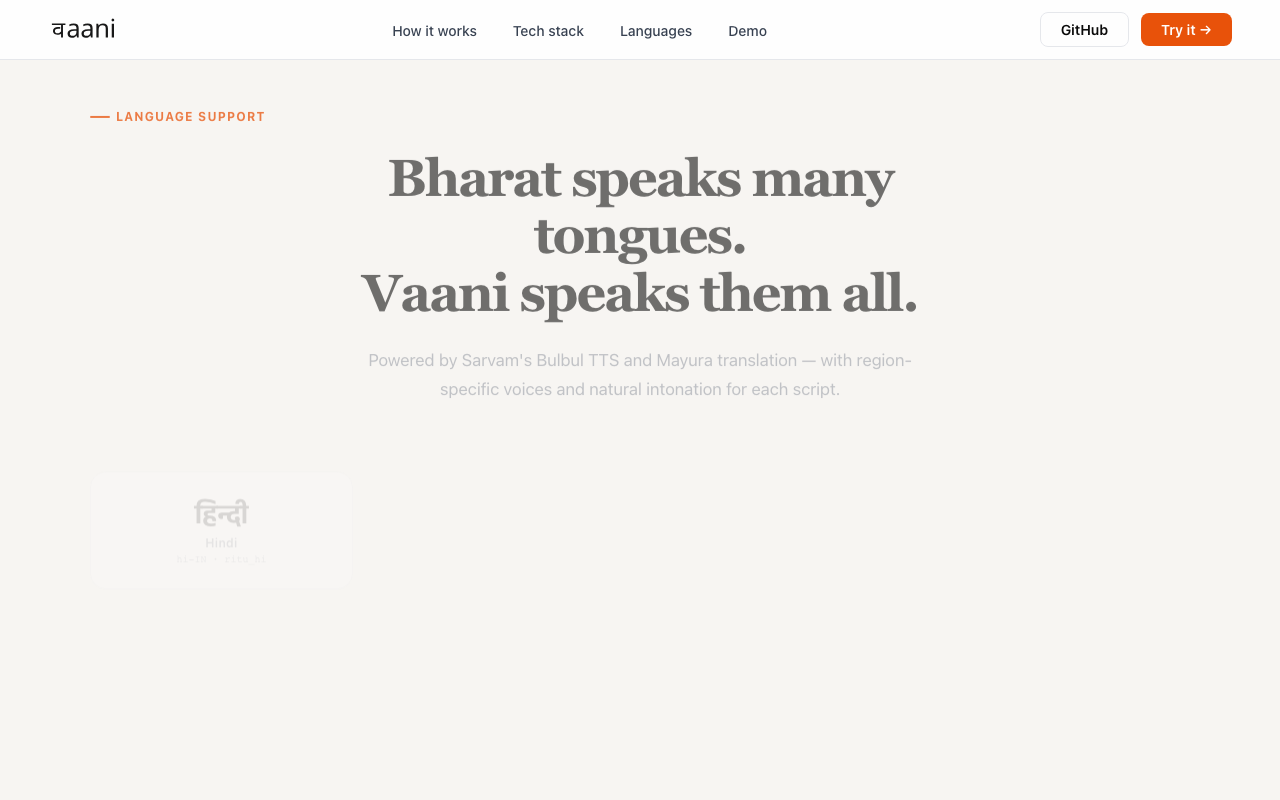 वaani
How it works
Tech stack
Languages
Demo
GitHub
Try it →
LANGUAGE SUPPORT
Bharat speaks many
tongues.
Vaani speaks them all.
Powered by Sarvam's Bulbul TTS and Mayura translation — with region-
specific voices and natural intonation for each script.
हिन्दी
Hindi